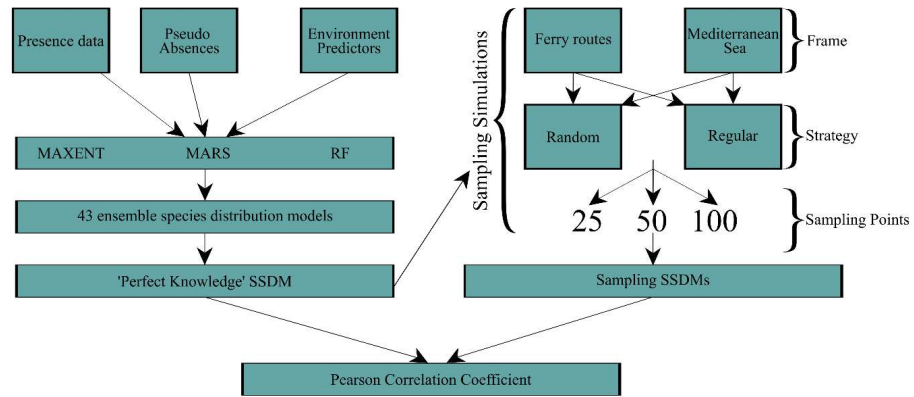 Presence data
Pseudo
Absences
Environment
Predictors
MAXENT MARS RF
43 ensemble species distribution models
'Perfect Knowledge' SSDM
Sampling Simulations
Ferry routes
Mediterranean
Sea
Frame
Random
Regular
Strategy
25 50 100
Sampling Points
Sampling SSDMs
Pearson Correlation Coefficient